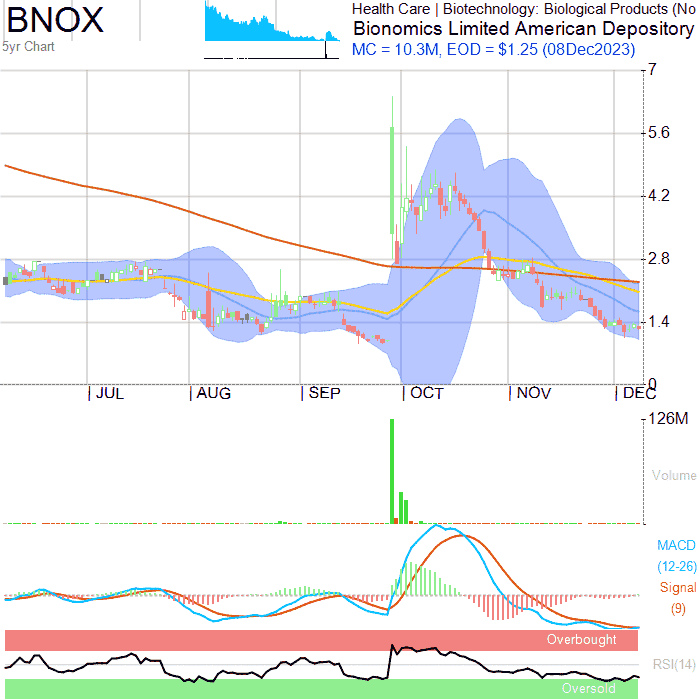 BNOX
5yr Chart
Health Care | Biotechnology: Biological Products (No
Bionomics Limited American Depository
MC = 10.3M, EOD = $1.25 (08Dec2023)
7
5.6
4.2
2.8
1.4
0
JUL AUG SEP OCT NOV DEC
126M
Volume
MACD
(12-26)
Signal
(9)
Overbought
RSI(14)
Oversold